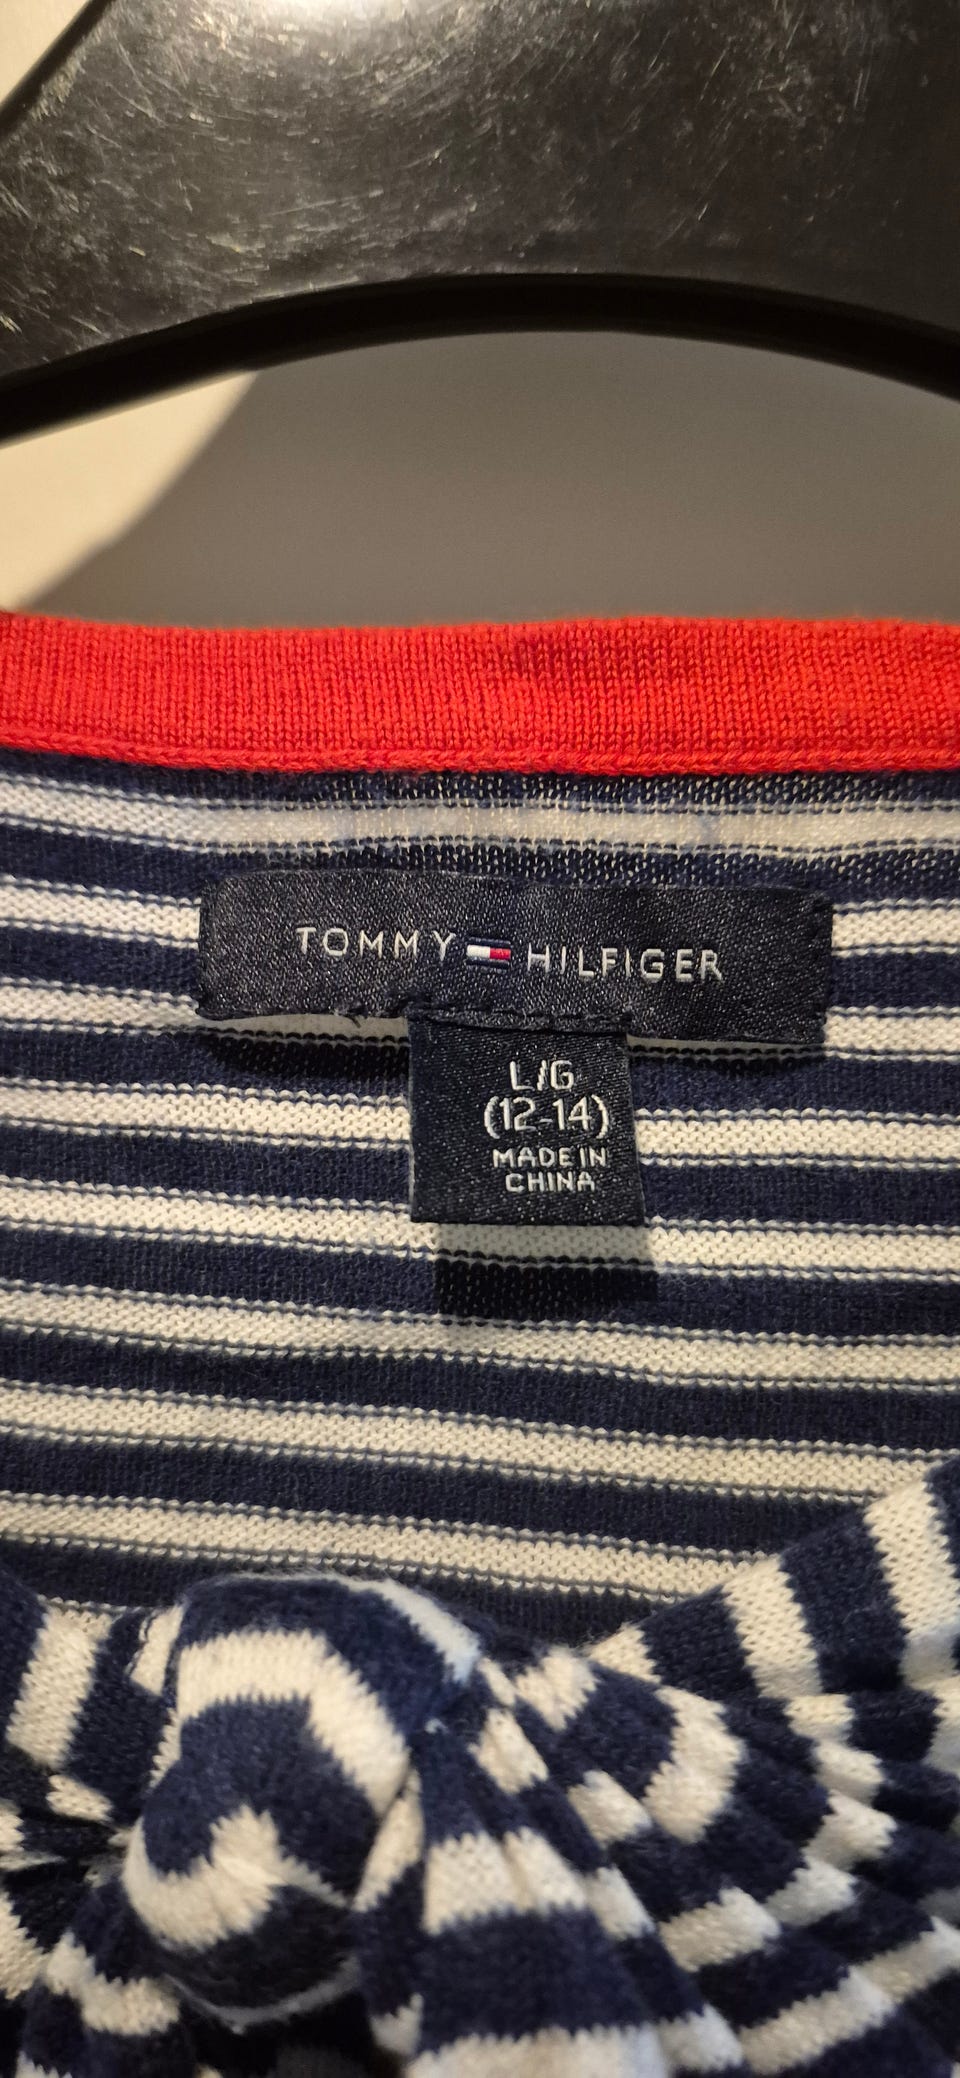 TOMMY HILFIGER
L/G
(12-14)
MADE IN
CHINA